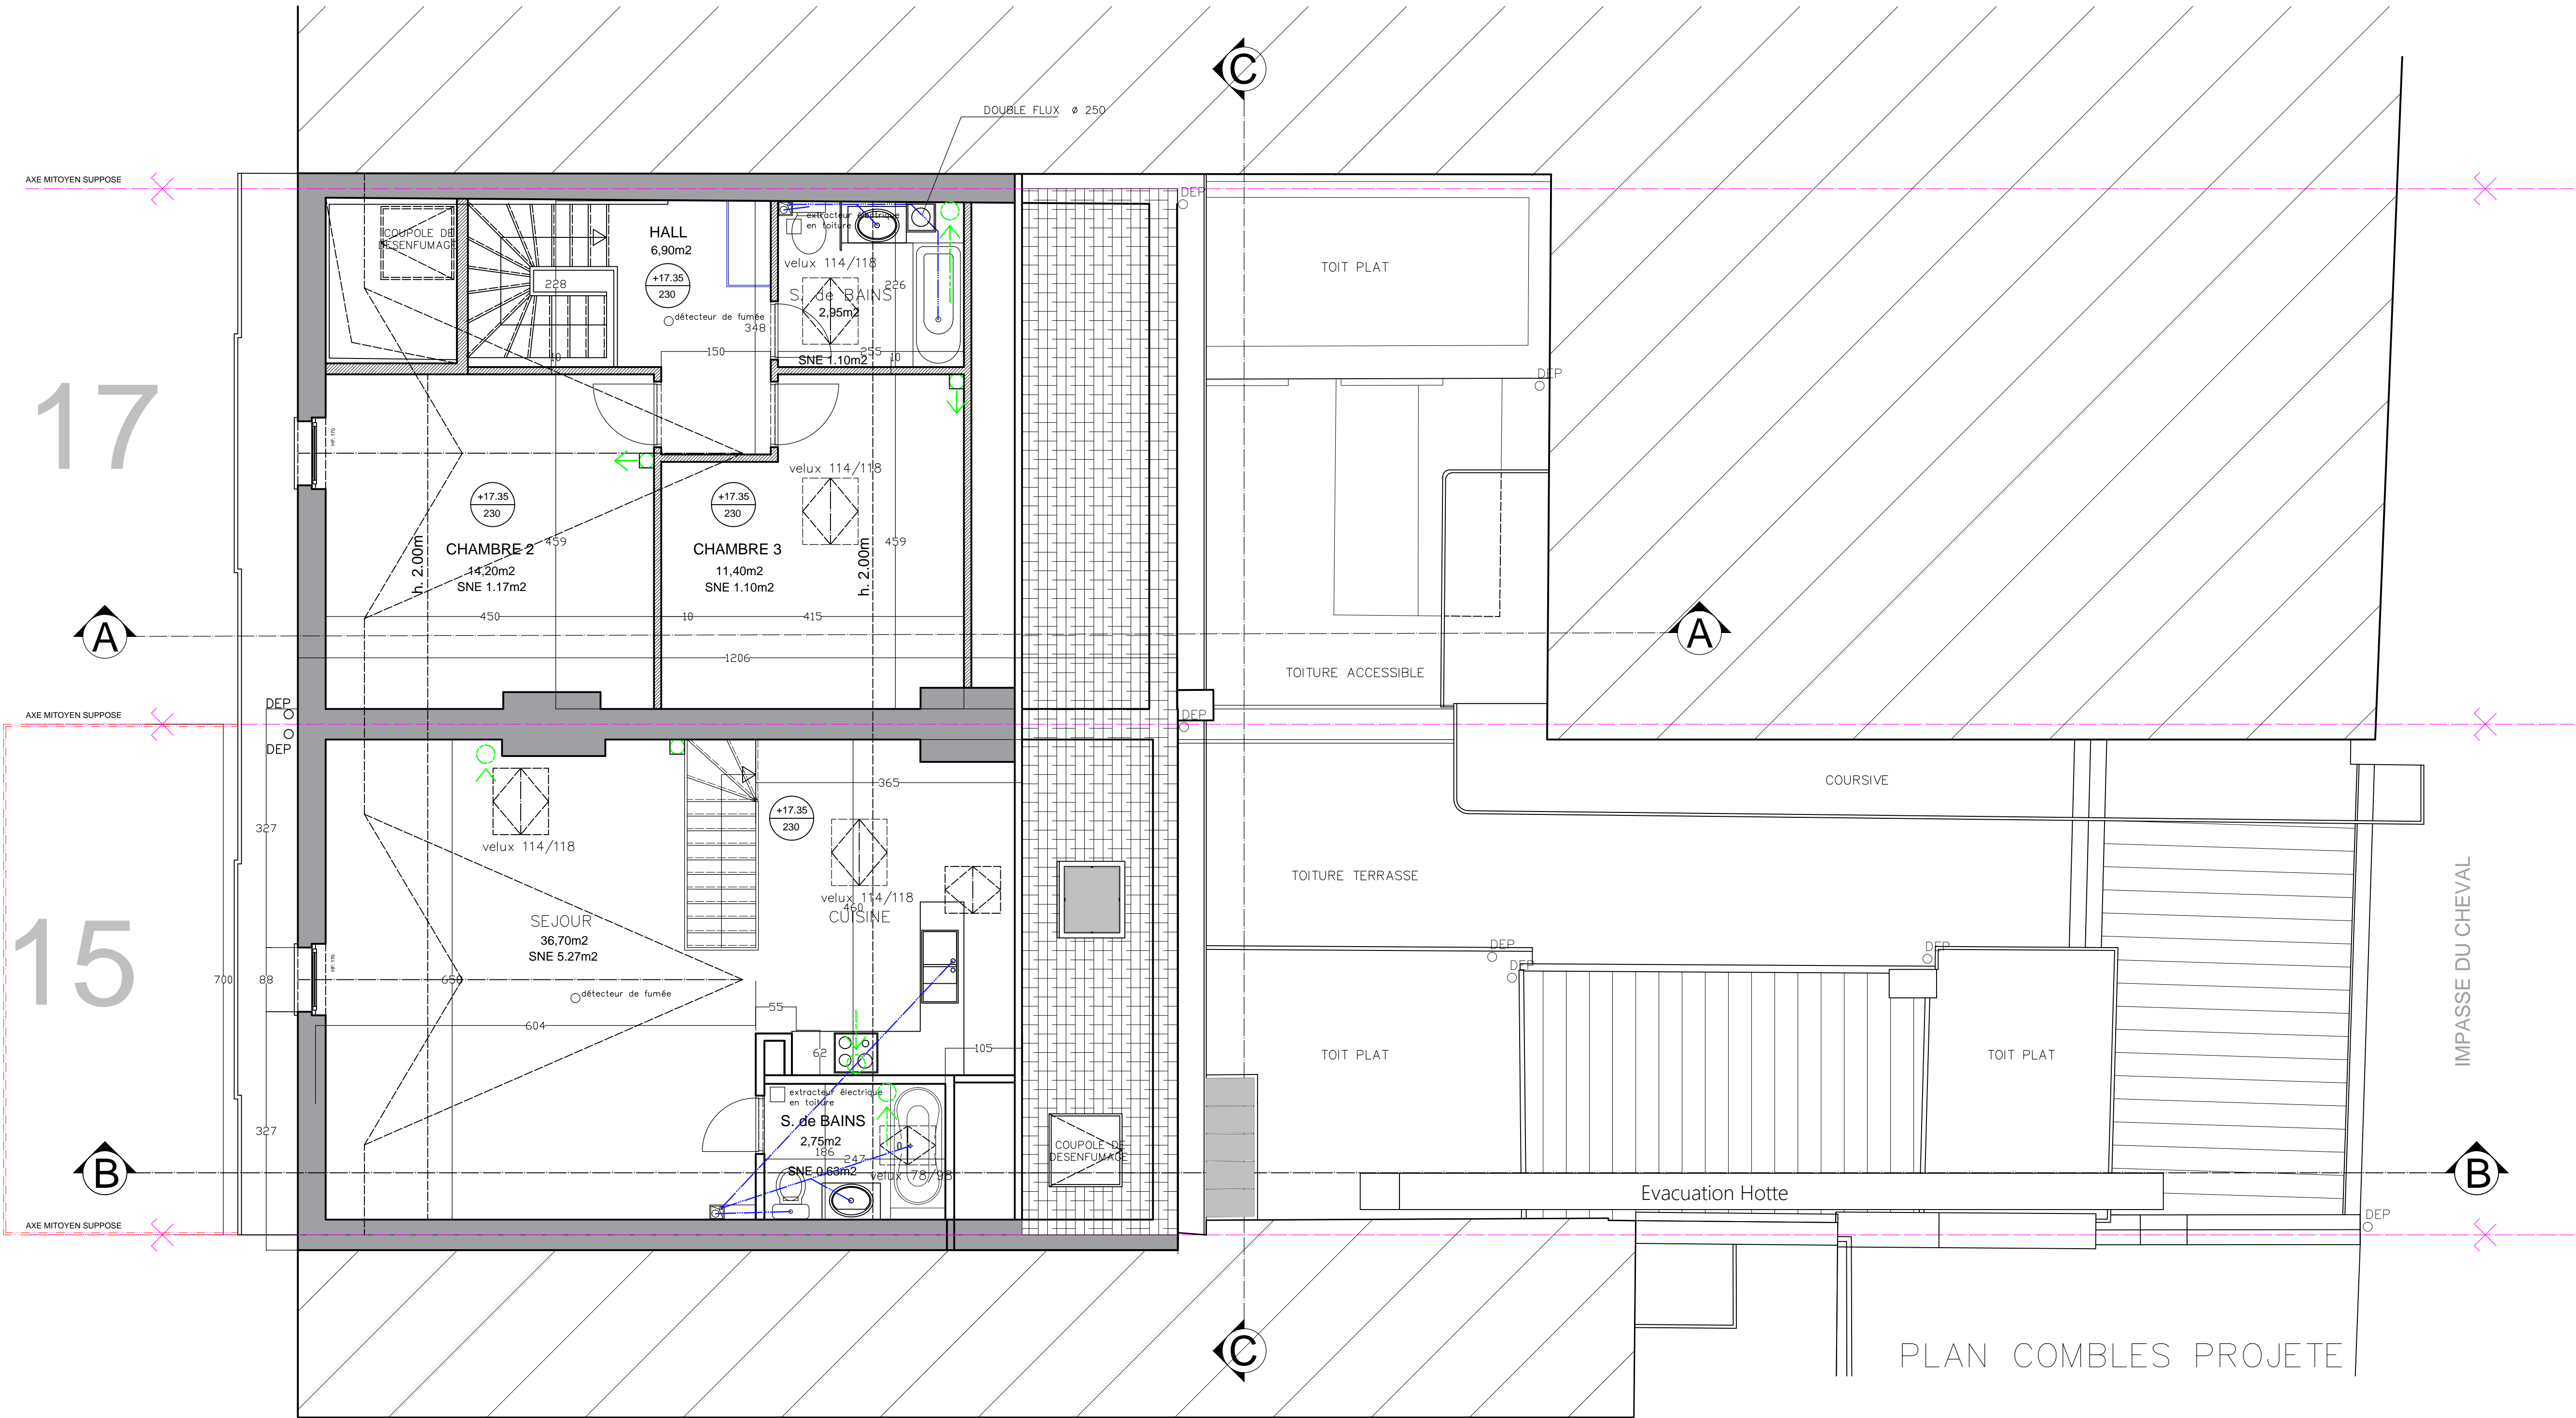 DOUBLE FLUX ø 250
C
AXE MITOYEN SUPPOSE
DEP
extracteur électrique
en toiture
COUPOLE DE
DESENFUMAGE
HALL
6,90m2
+17.35
230
228
détecteur de fumée
348
velux 114/118
S. de BAINS
226
2,95m2
SNE 1.10m2
255
10
150
10
TOIT PLAT
DEP
17
HP. 170
velux 114/118
+17.35
230
+17.35
230
CHAMBRE 2
14,20m2
SNE 1.17m2
459
h. 2.00m
CHAMBRE 3
11,40m2
SNE 1.10m2
459
h. 2.00m
450
10
415
A
A
1206
TOITURE ACCESSIBLE
DEP
AXE MITOYEN SUPPOSE
DEP
DEP
365
COURSIVE
+17.35
230
327
velux 114/118
velux 114/118
460
CUISINE
TOITURE TERRASSE
IMPASSE DU CHEVAL
15
SEJOUR
36,70m2
SNE 5.27m2
HP. 170
700
88
650
détecteur de fumée
DEP
DEP
DEP
55
604
62
105
TOIT PLAT
TOIT PLAT
extracteur électrique
en toiture
S. de BAINS
2,75m2
186
247
SNE 0.63m2
velux 78/98
327
COUPOLE DE
DESENFUMAGE
B
B
Evacuation Hotte
DEP
AXE MITOYEN SUPPOSE
C
PLAN COMBLES PROJETE